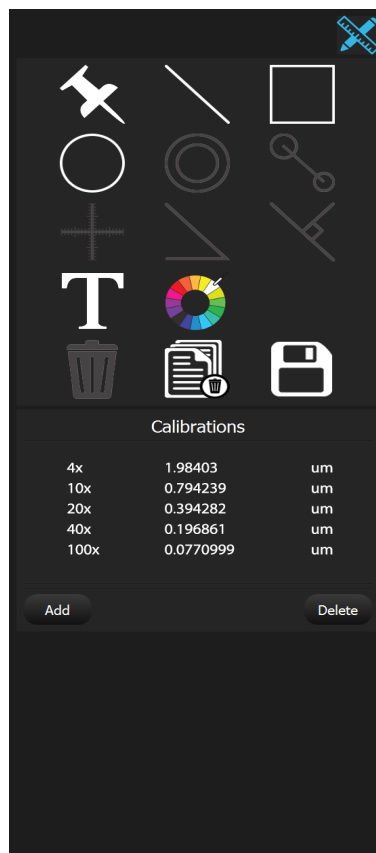 T
Calibrations
4x 1.98403 um
10x 0.794239 um
20x 0.394282 um
40x 0.196861 um
100x 0.0770999 um
Add Delete